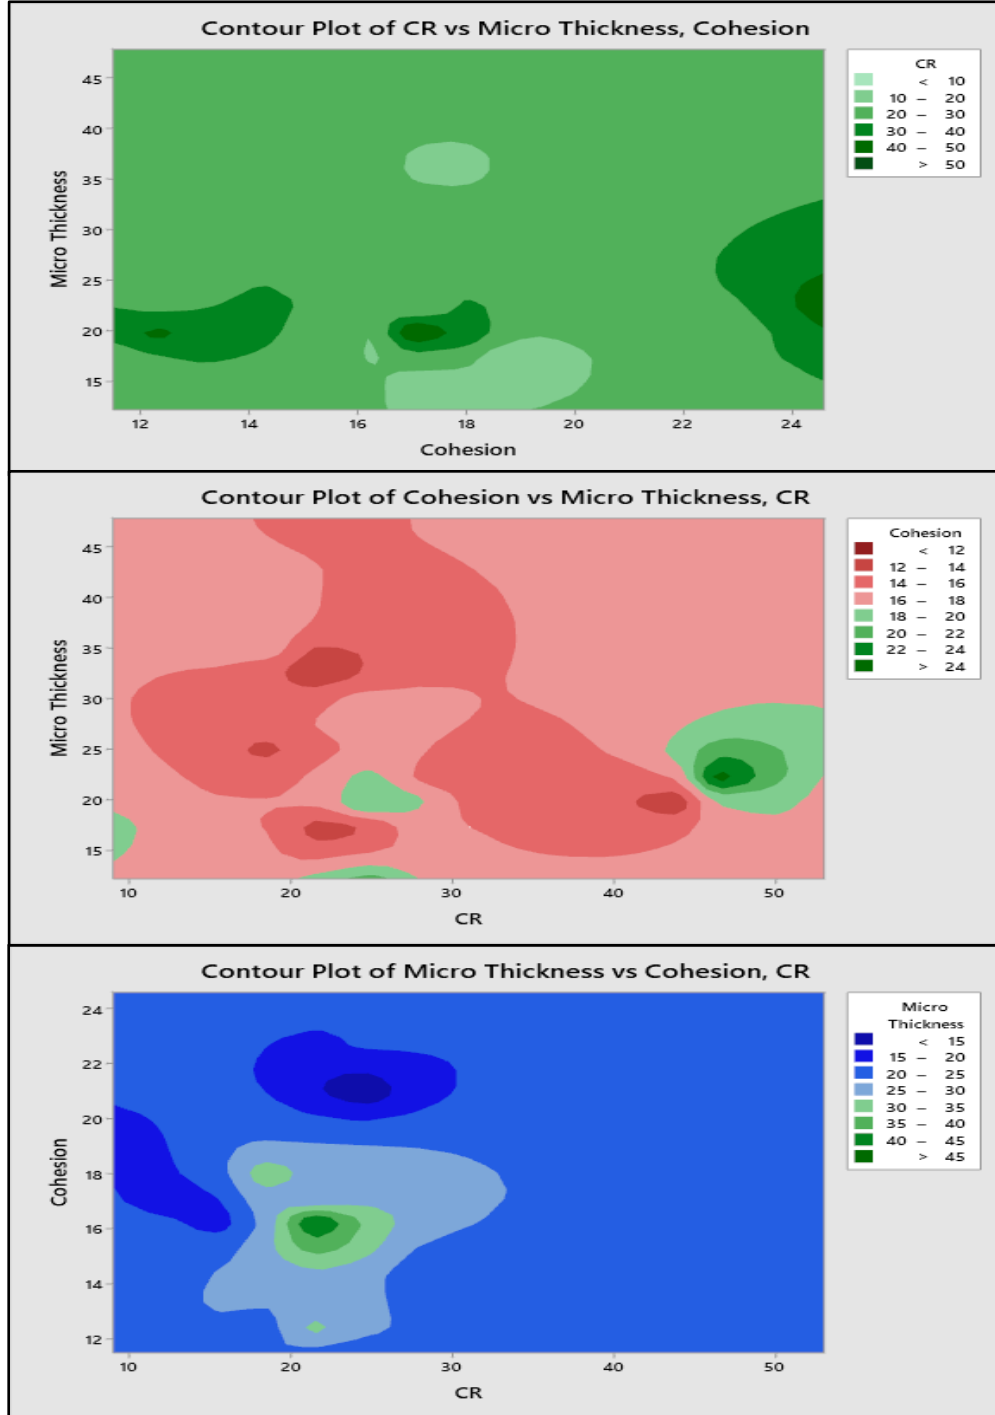 Contour Plot of CR vs Micro Thickness, Cohesion
CR
< 10
10 – 20
20 – 30
30 – 40
40 – 50
> 50
Micro Thickness
45
40
35
30
25
20
15
12 14 16 18 20 22 24
Cohesion
Contour Plot of Cohesion vs Micro Thickness, CR
Cohesion
< 12
12 – 14
14 – 16
16 – 18
18 – 20
20 – 22
22 – 24
> 24
Micro Thickness
45
40
35
30
25
20
15
10 20 30 40 50
CR
Contour Plot of Micro Thickness vs Cohesion, CR
Micro
Thickness
< 15
15 – 20
20 – 25
25 – 30
30 – 35
35 – 40
40 – 45
> 45
Cohesion
24
22
20
18
16
14
12
10 20 30 40 50
CR